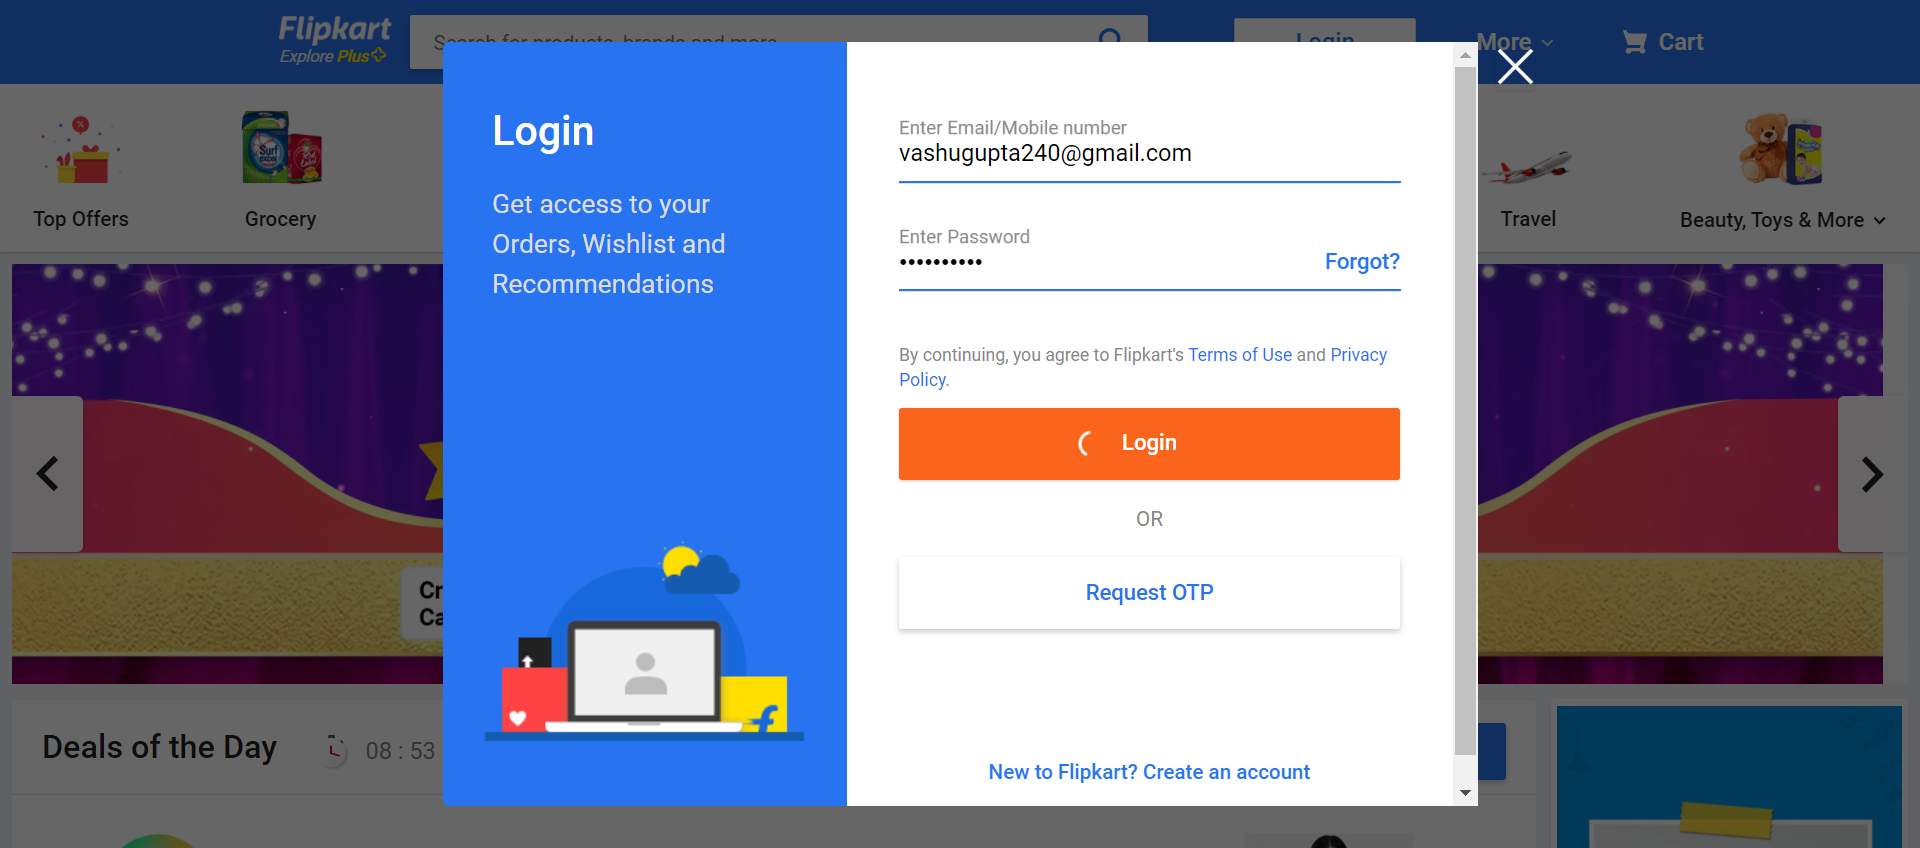 Flipkart
Explore Plus
Search for products, brands and more
Login
More
Cart
Top Offers
Grocery
Travel
Beauty, Toys & More
Login
Get access to your
Orders, Wishlist and
Recommendations
Enter Email/Mobile number
vashugupta240@gmail.com
Enter Password
••••••••••
Forgot?
By continuing, you agree to Flipkart's Terms of Use and Privacy
Policy.
Login
OR
Request OTP
New to Flipkart? Create an account
Surf
excel
Deals of the Day
08 : 53